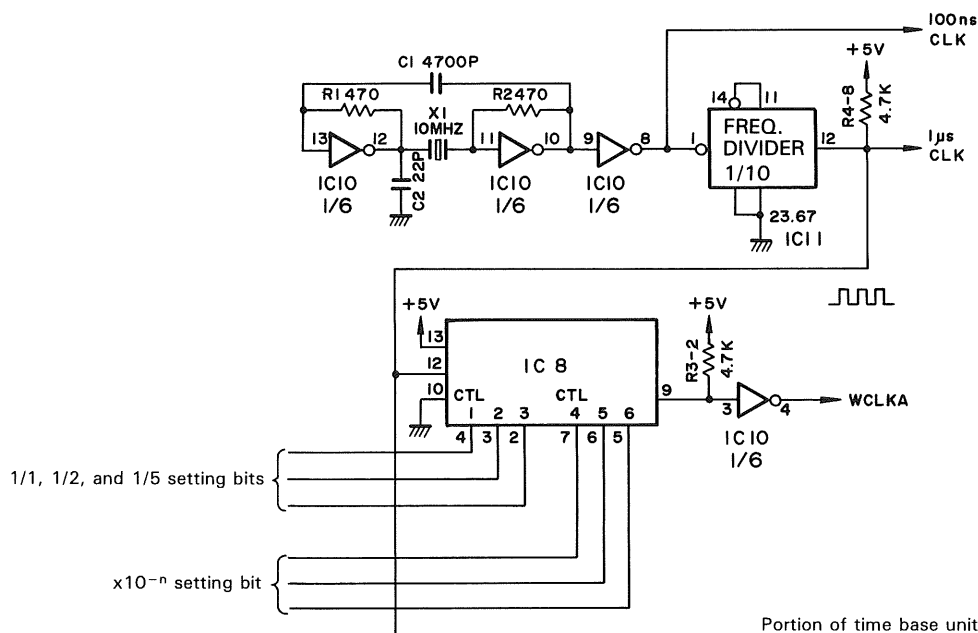 100ns
CLK
C1 4700P
+5V
R1 470
R2 470
X1
10MHZ
14
11
R4-8
4.7K
13
12
11
10
9
8
1
FREQ.
DIVIDER
1/10
12
1µs
CLK
C2 22P
IC10
1/6
IC10
1/6
IC10
1/6
23.67
IC11
+5V
+5V
13
12
10
IC 8
CTL
CTL
1 2 3 4 5 6
9
R3-2
4.7K
3
4
WCLKA
4 3 2 7 6 5
IC10
1/6
1/1, 1/2, and 1/5 setting bits
x10⁻ⁿ setting bit
Portion of time base unit